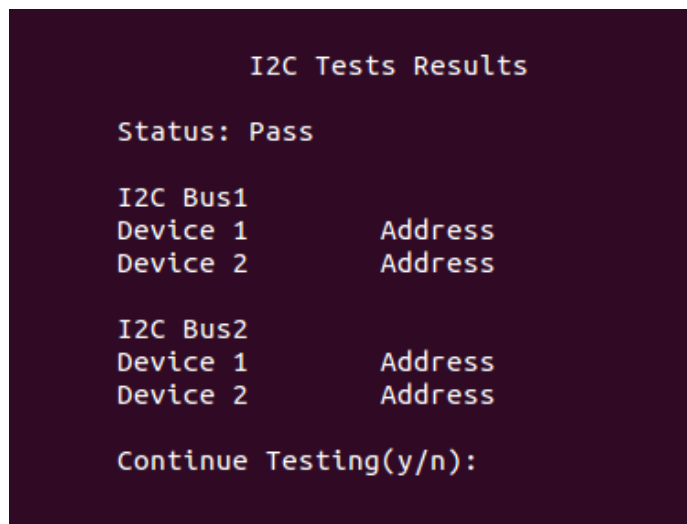 I2C Tests Results
Status: Pass
I2C Bus1
Device 1 Address
Device 2 Address
I2C Bus2
Device 1 Address
Device 2 Address
Continue Testing(y/n):